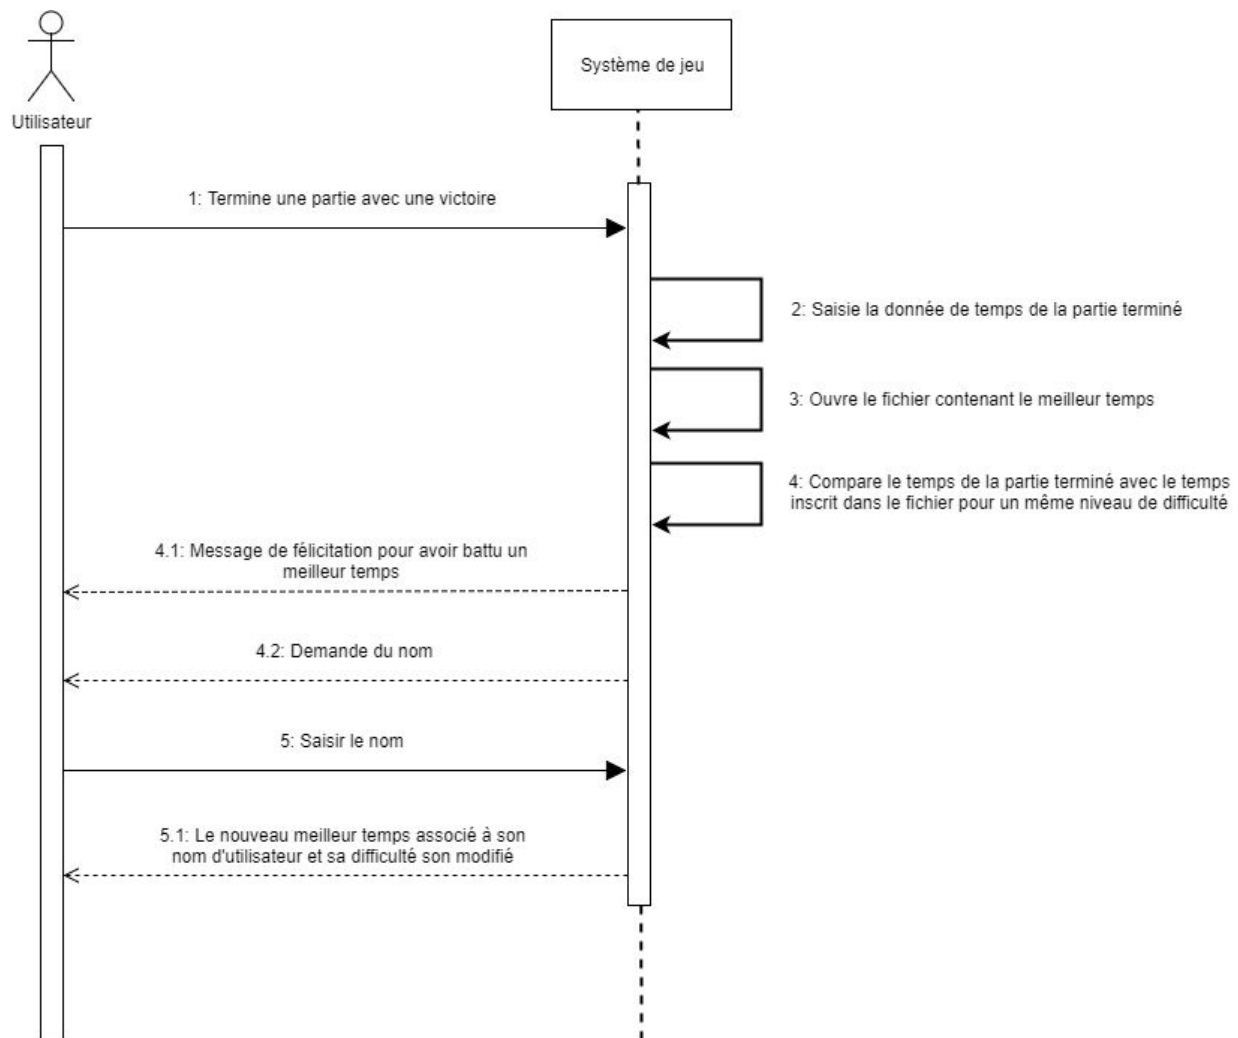 Système de jeu
Utilisateur
1: Termine une partie avec une victoire
2: Saisie la donnée de temps de la partie terminé
3: Ouvre le fichier contenant le meilleur temps
4: Compare le temps de la partie terminé avec le temps
inscrit dans le fichier pour un même niveau de difficulté
4.1: Message de félicitation pour avoir battu un
meilleur temps
4.2: Demande du nom
5: Saisir le nom
5.1: Le nouveau meilleur temps associé à son
nom d'utilsateur et sa difficulté son modifié